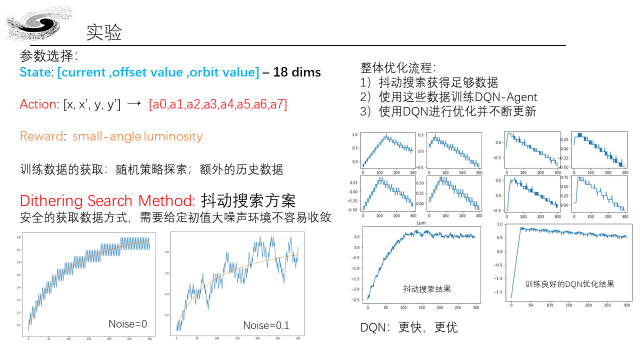 实验
参数选择：
State: [current ,offset value ,orbit value] – 18 dims
Action: [x, x’, y, y’] → [a0,a1,a2,a3,a4,a5,a6,a7]
Reward: small-angle luminosity
训练数据的获取：随机策略探索；额外的历史数据
Dithering Search Method: 抖动搜索方案
安全的获取数据方式，需要给定初值大噪声环境不容易收敛
Noise=0
Noise=0.1
整体优化流程：
1）抖动搜索获得足够数据
2）使用这些数据训练DQN-Agent
3）使用DQN进行优化并不断更新
Lum
抖动搜索结果
训练良好的DQN优化结果
DQN：更快，更优